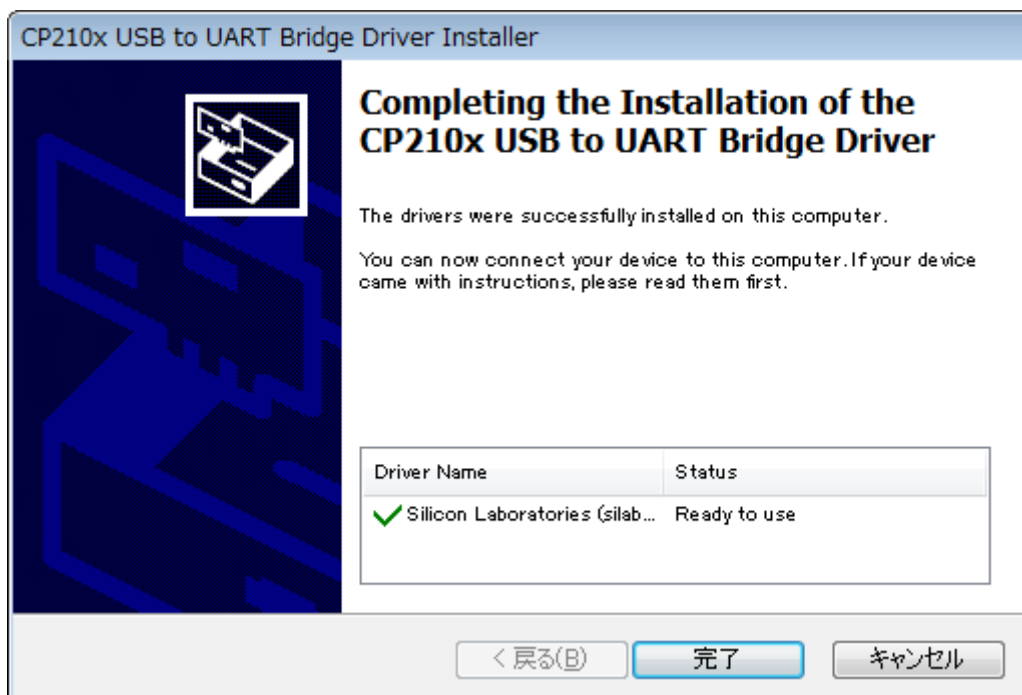 CP210x USB to UART Bridge Driver Installer
Completing the Installation of the
CP210x USB to UART Bridge Driver
The drivers were successfully installed on this computer.
You can now connect your device to this computer. If your device
came with instructions, please read them first.
Driver Name Status
Silicon Laboratories (silab... Ready to use
< 戻る(B) 完了 キャンセル